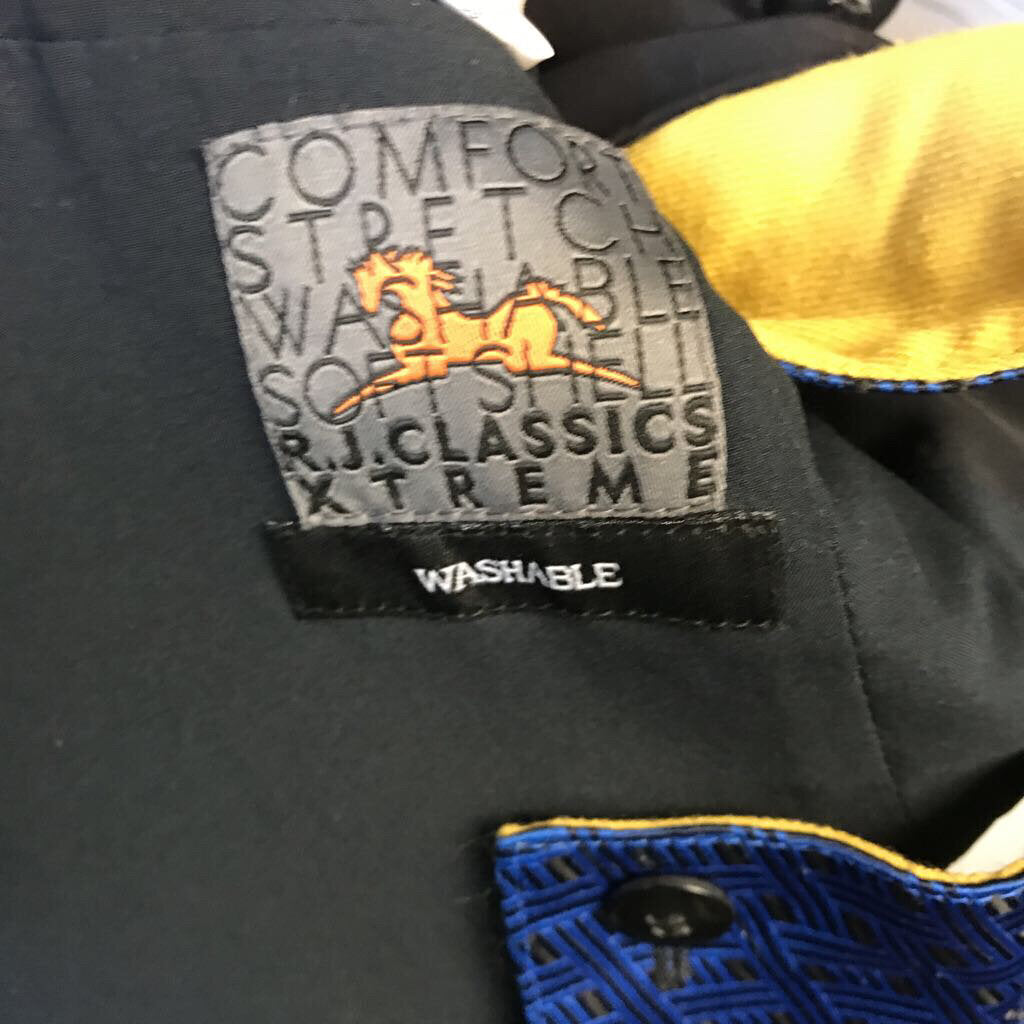 COMFORT
STRETCH
WASHABLE
SOFT SHELL
R.J.CLASSICS
XTREME
WASHABLE